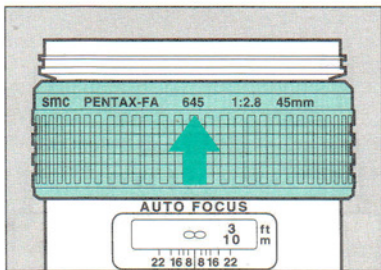 smc PENTAX-FA 645 1:2.8 45mm
AUTO FOCUS
∞ 3 ft
10 m
22 16 8 8 16 22